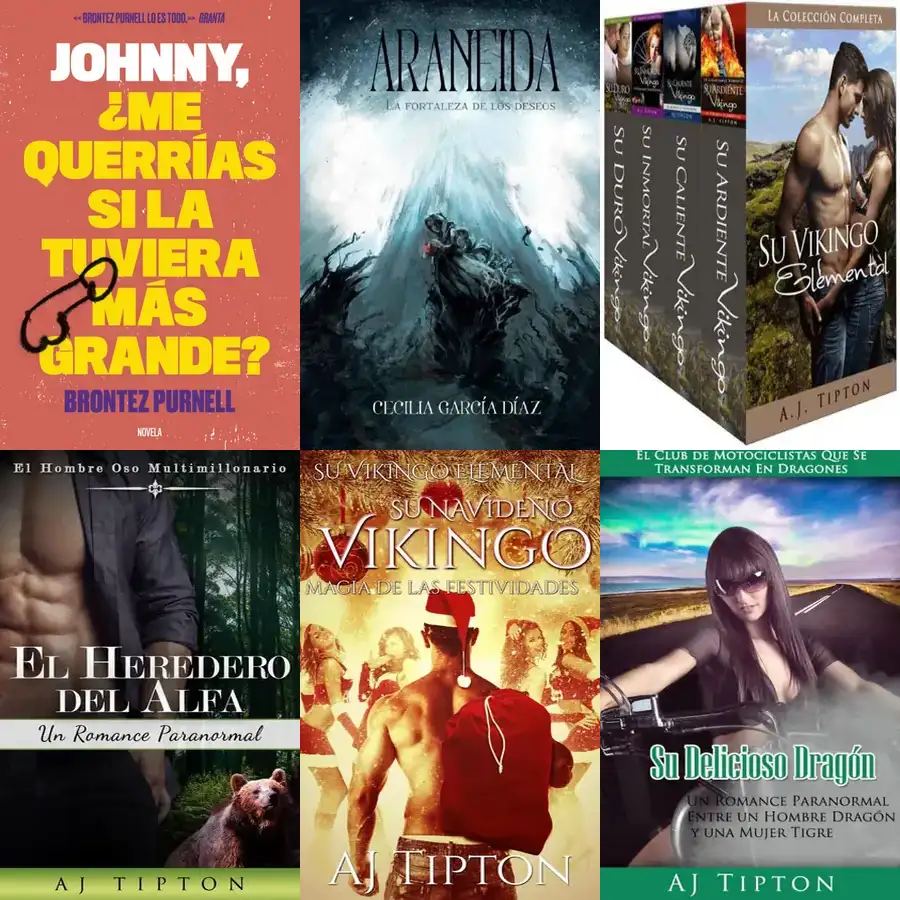 «BRONTEZ PURNELL LO ES TODO.» GRANTA
JOHNNY,
¿ME
QUERRÍAS
SI LA
TUVIERA
MÁS
GRANDE?
BRONTEZ PURNELL
NOVELA
ARANEIDA
LA FORTALEZA DE LOS DESEOS
CECILIA GARCÍA DÍAZ
LA COLECCIÓN COMPLETA
SU DURO Vikingo
SU INMORTAL Vikingo
SU CALIENTE Vikingo
SU ARDIENTE Vikingo
SU VIKINGO
Elemental
A.J. TIPTON
El Hombre Oso Multimillonario
EL HEREDERO
DEL ALFA
Un Romance Paranormal
AJ TIPTON
SU VIKINGO ELEMENTAL
SU NAVIDEÑO
VIKINGO
MAGIA DE LAS FESTIVIDADES
AJ TIPTON
EL CLUB DE MOTOCICLISTAS QUE SE
TRANSFORMAN EN DRAGONES
Su Delicioso Dragón
UN ROMANCE PARANORMAL
ENTRE UN HOMBRE DRAGÓN
Y UNA MUJER TIGRE
AJ TIPTON